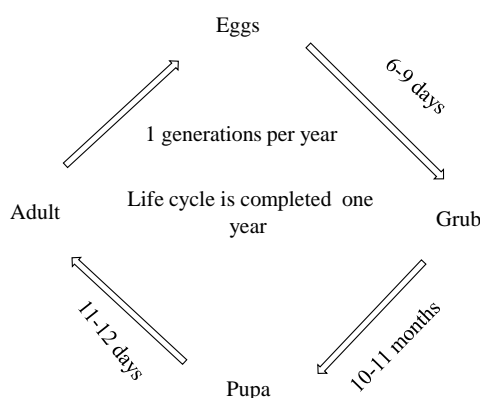 Eggs
6-9 days
1 generations per year
Life cycle is completed one
year
Adult
Grub
11-12 days
10-11 months
Pupa